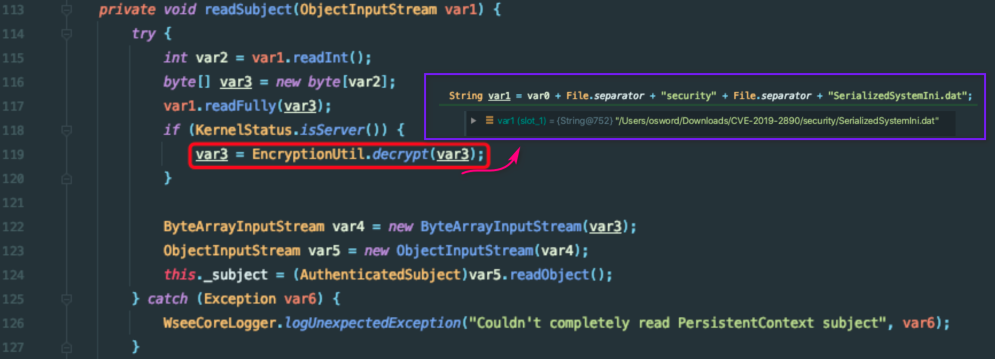 113 private void readSubject(ObjectInputStream var1) {
114 try {
115 int var2 = var1.readInt();
116 byte[] var3 = new byte[var2];
117 var1.readFully(var3);
118 if (KernelStatus.isServer()) {
119 var3 = EncryptionUtil.decrypt(var3);
120 }
121
122 ByteArrayInputStream var4 = new ByteArrayInputStream(var3);
123 ObjectInputStream var5 = new ObjectInputStream(var4);
124 this._subject = (AuthenticatedSubject)var5.readObject();
125 } catch (Exception var6) {
126 WseeCoreLogger.logUnexpectedException("Couldn't completely read PersistentContext subject", var6);
127 }
String var1 = var0 + File.separator + "security" + File.separator + "SerializedSystemIni.dat";
var1 (slot_1) = {String@752} "/Users/osword/Downloads/CVE-2019-2890/security/SerializedSystemIni.dat"